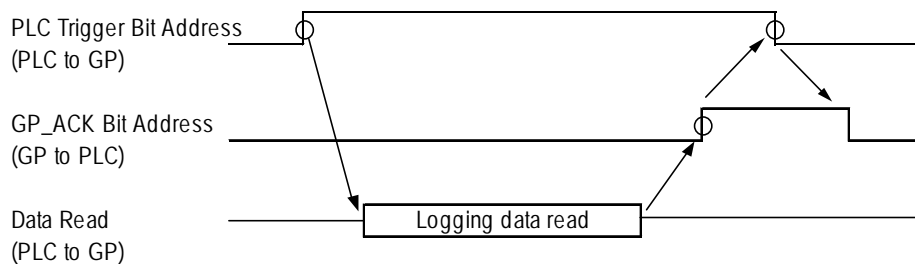 PLC Trigger Bit Address
(PLC to GP)
GP_ACK Bit Address
(GP to PLC)
Data Read
(PLC to GP)
Logging data read